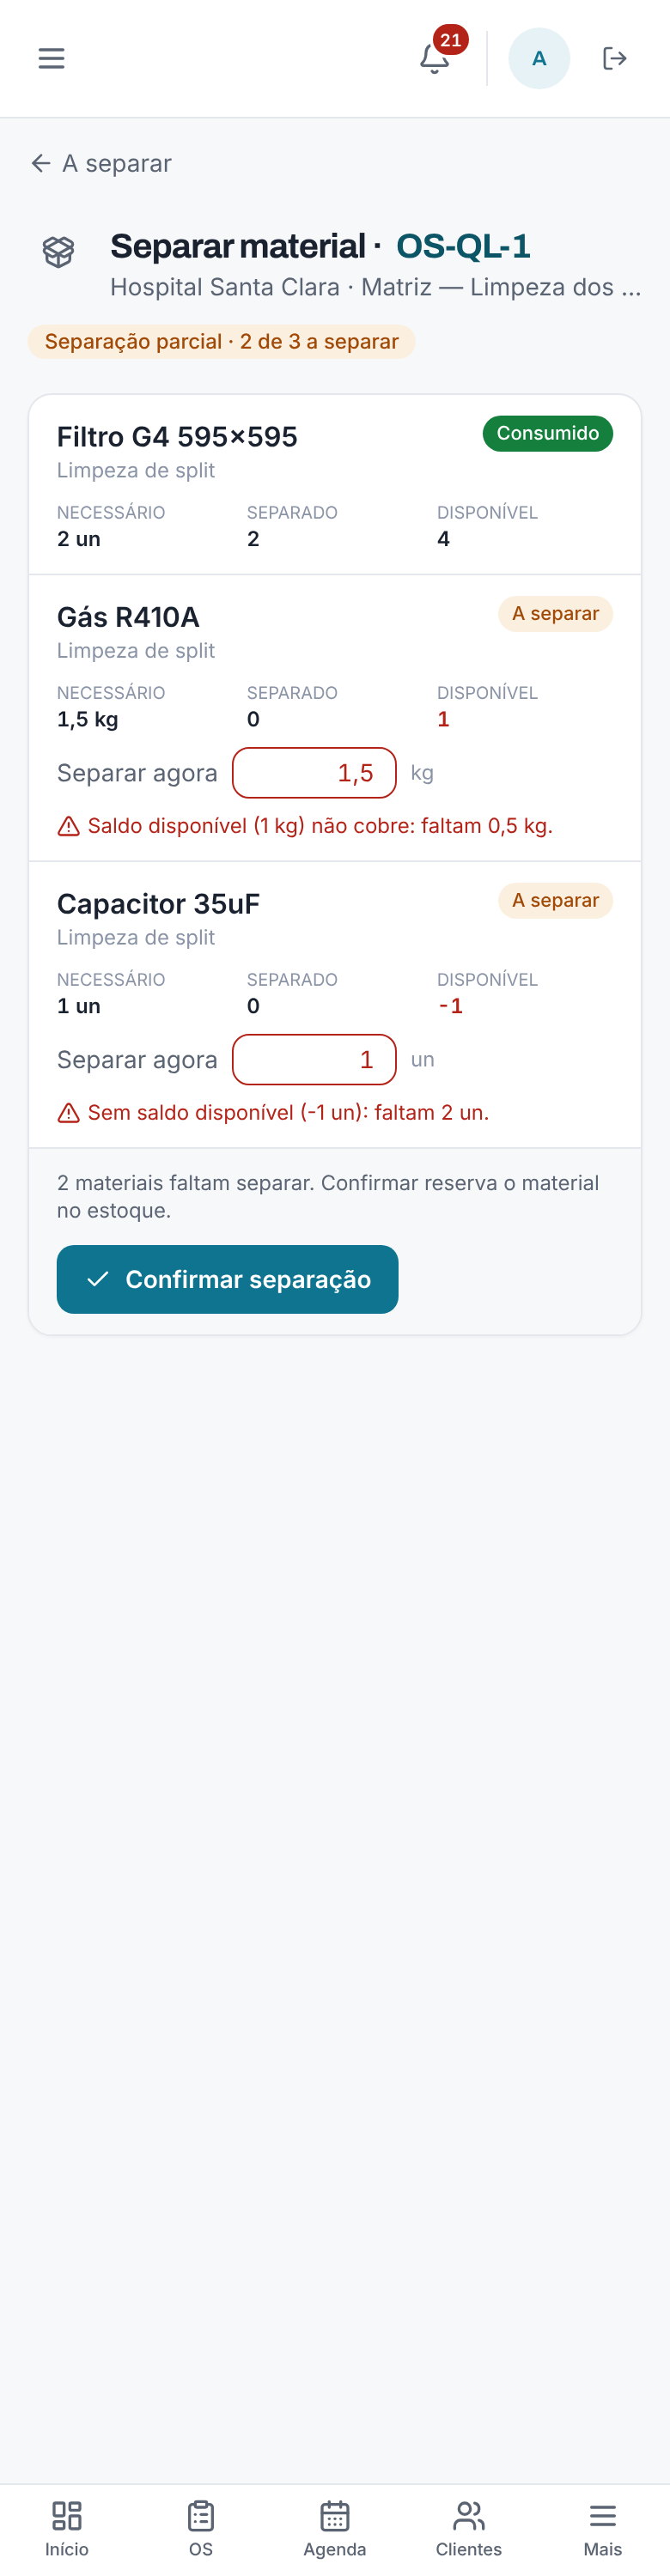 21
A
A separar
Separar material · OS-QL-1
Hospital Santa Clara · Matriz — Limpeza dos ...
Separação parcial · 2 de 3 a separar
Filtro G4 595×595
Consumido
Limpeza de split
NECESSÁRIO SEPARADO DISPONÍVEL
2 un 2 4
Gás R410A
A separar
Limpeza de split
NECESSÁRIO SEPARADO DISPONÍVEL
1,5 kg 0 1
Separar agora 1,5 kg
Saldo disponível (1 kg) não cobre: faltam 0,5 kg.
Capacitor 35uF
A separar
Limpeza de split
NECESSÁRIO SEPARADO DISPONÍVEL
1 un 0 -1
Separar agora 1 un
Sem saldo disponível (-1 un): faltam 2 un.
2 materiais faltam separar. Confirmar reserva o material
no estoque.
Confirmar separação
Início OS Agenda Clientes Mais